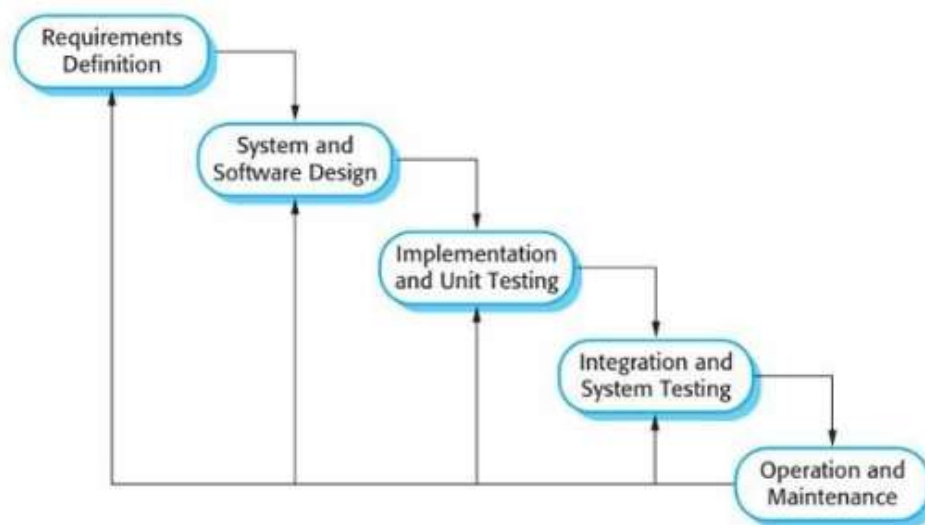 Requirements
Definition
System and
Software Design
Implementation
and Unit Testing
Integration and
System Testing
Operation and
Maintenance